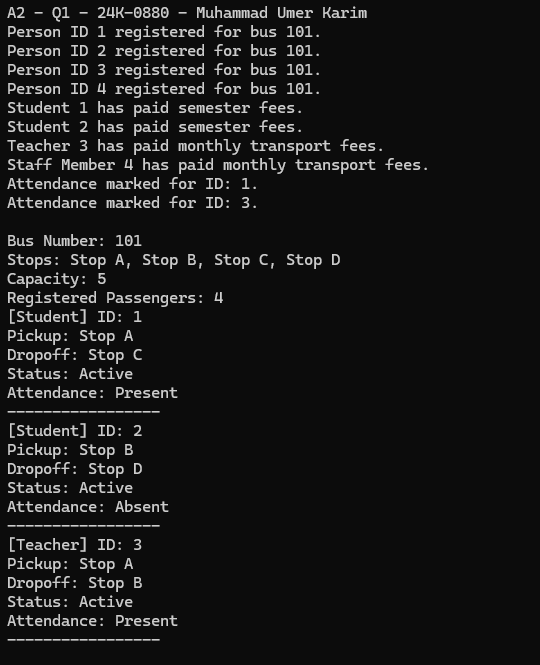 A2 - Q1 - 24K-0880 - Muhammad Umer Karim
Person ID 1 registered for bus 101.
Person ID 2 registered for bus 101.
Person ID 3 registered for bus 101.
Person ID 4 registered for bus 101.
Student 1 has paid semester fees.
Student 2 has paid semester fees.
Teacher 3 has paid monthly transport fees.
Staff Member 4 has paid monthly transport fees.
Attendance marked for ID: 1.
Attendance marked for ID: 3.

Bus Number: 101
Stops: Stop A, Stop B, Stop C, Stop D
Capacity: 5
Registered Passengers: 4
[Student] ID: 1
Pickup: Stop A
Dropoff: Stop C
Status: Active
Attendance: Present
-----------------
[Student] ID: 2
Pickup: Stop B
Dropoff: Stop D
Status: Active
Attendance: Absent
-----------------
[Teacher] ID: 3
Pickup: Stop A
Dropoff: Stop B
Status: Active
Attendance: Present
-----------------